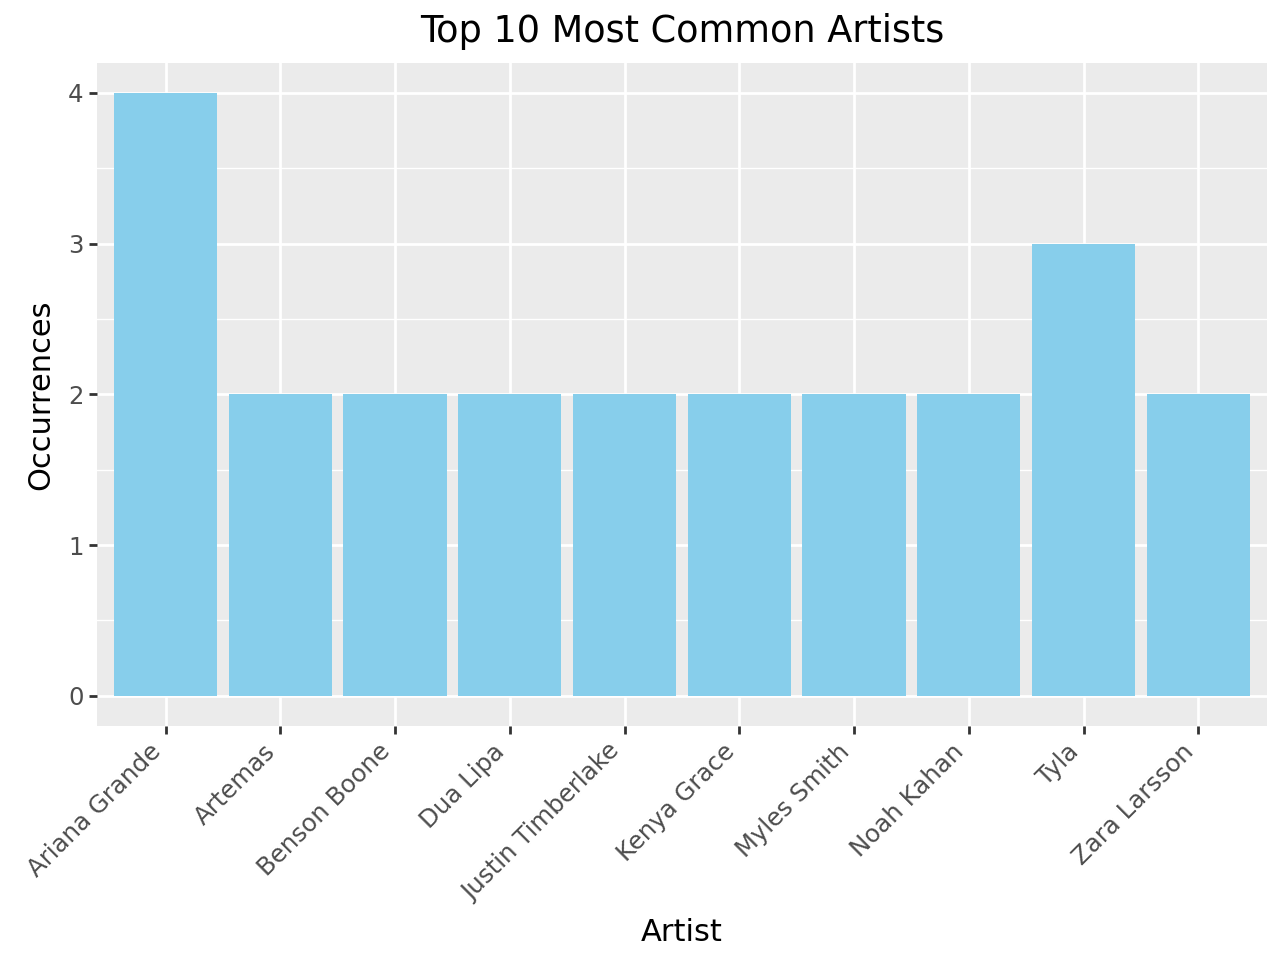 Top 10 Most Common Artists
4
3
2
1
0
Occurrences
Ariana Grande
Artemas
Benson Boone
Dua Lipa
Justin Timberlake
Kenya Grace
Myles Smith
Noah Kahan
Tyla
Zara Larsson
Artist